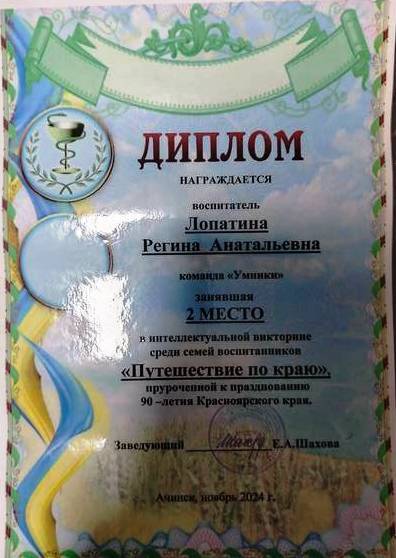 ДИПЛОМ
НАГРАЖДАЕТСЯ
воспитатель
Лопатина
Регина Анатальевна
команда «Умники»
занявшая
2 МЕСТО
в интеллектуальной викторине
среди семей воспитанников
«Путешествие по краю»,
пруроченной к празднованию
90 –летия Красноярского края.
Заведующий Е.А.Шахова
Ачинск, ноябрь 2024 г.